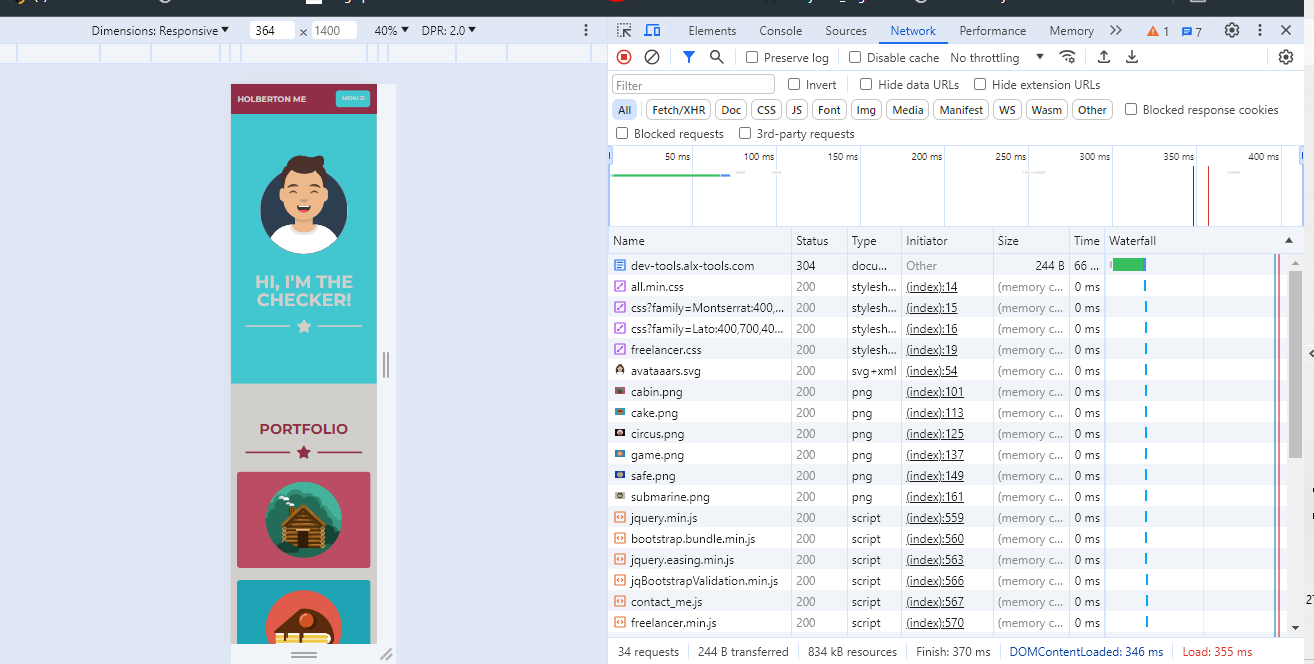 Dimensions: Responsive 364 × 1400 40% DPR: 2.0
Elements Console Sources Network Performance Memory 1 7
Preserve log Disable cache No throttling
Filter Invert Hide data URLs Hide extension URLs
All Fetch/XHR Doc CSS JS Font Img Media Manifest WS Wasm Other Blocked response cookies
Blocked requests 3rd-party requests
50 ms 100 ms 150 ms 200 ms 250 ms 300 ms 350 ms 400 ms
Name Status Type Initiator Size Time Waterfall
dev-tools.alx-tools.com 304 docu... Other 244 B 66 ...
all.min.css 200 stylesh... (index):14 (memory c... 0 ms
css?family=Montserrat:400,... 200 stylesh... (index):15 (memory c... 0 ms
css?family=Lato:400,700,40... 200 stylesh... (index):16 (memory c... 0 ms
freelancer.css 200 stylesh... (index):19 (memory c... 0 ms
avataaars.svg 200 svg+xml (index):54 (memory c... 0 ms
cabin.png 200 png (index):101 (memory c... 0 ms
cake.png 200 png (index):113 (memory c... 0 ms
circus.png 200 png (index):125 (memory c... 0 ms
game.png 200 png (index):137 (memory c... 0 ms
safe.png 200 png (index):149 (memory c... 0 ms
submarine.png 200 png (index):161 (memory c... 0 ms
jquery.min.js 200 script (index):559 (memory c... 0 ms
bootstrap.bundle.min.js 200 script (index):560 (memory c... 0 ms
jquery.easing.min.js 200 script (index):563 (memory c... 0 ms
jqBootstrapValidation.min.js 200 script (index):566 (memory c... 0 ms
contact_me.js 200 script (index):567 (memory c... 0 ms
freelancer.min.js 200 script (index):570 (memory c... 0 ms
34 requests 244 B transferred 834 kB resources Finish: 370 ms DOMContentLoaded: 346 ms Load: 355 ms
HOLBERTON ME MENU
HI, I'M THE
CHECKER!
PORTFOLIO